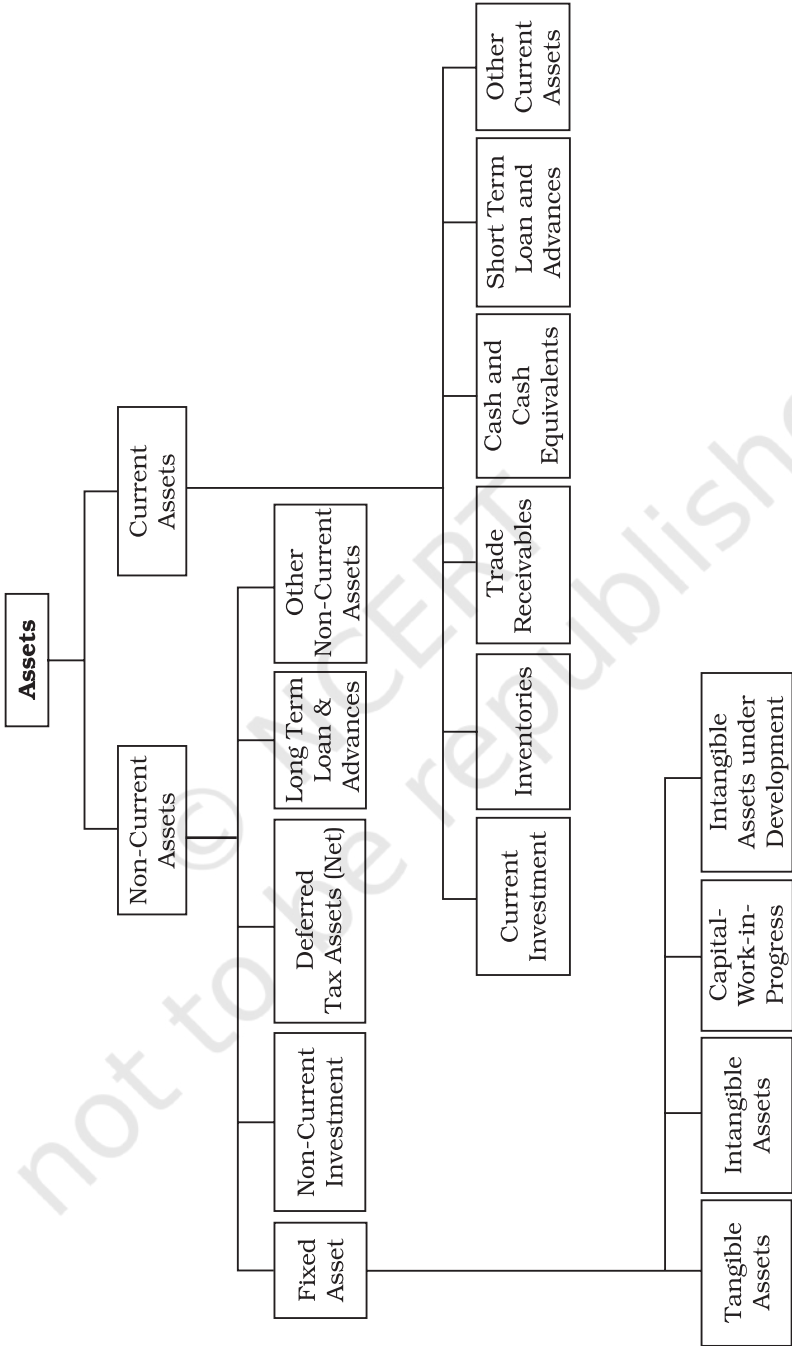 Assets
Non-Current
Assets
Current
Assets
Fixed
Asset
Non-Current
Investment
Deferred
Tax Assets (Net)
Long Term
Loan &
Advances
Other
Non-Current
Assets
Current
Investment
Inventories
Trade
Receivables
Cash and
Cash
Equivalents
Short Term
Loan and
Advances
Other
Current
Assets
Tangible
Assets
Intangible
Assets
Capital-
Work-in-
Progress
Intangible
Assets under
Development
© NCERT
not to be republishe